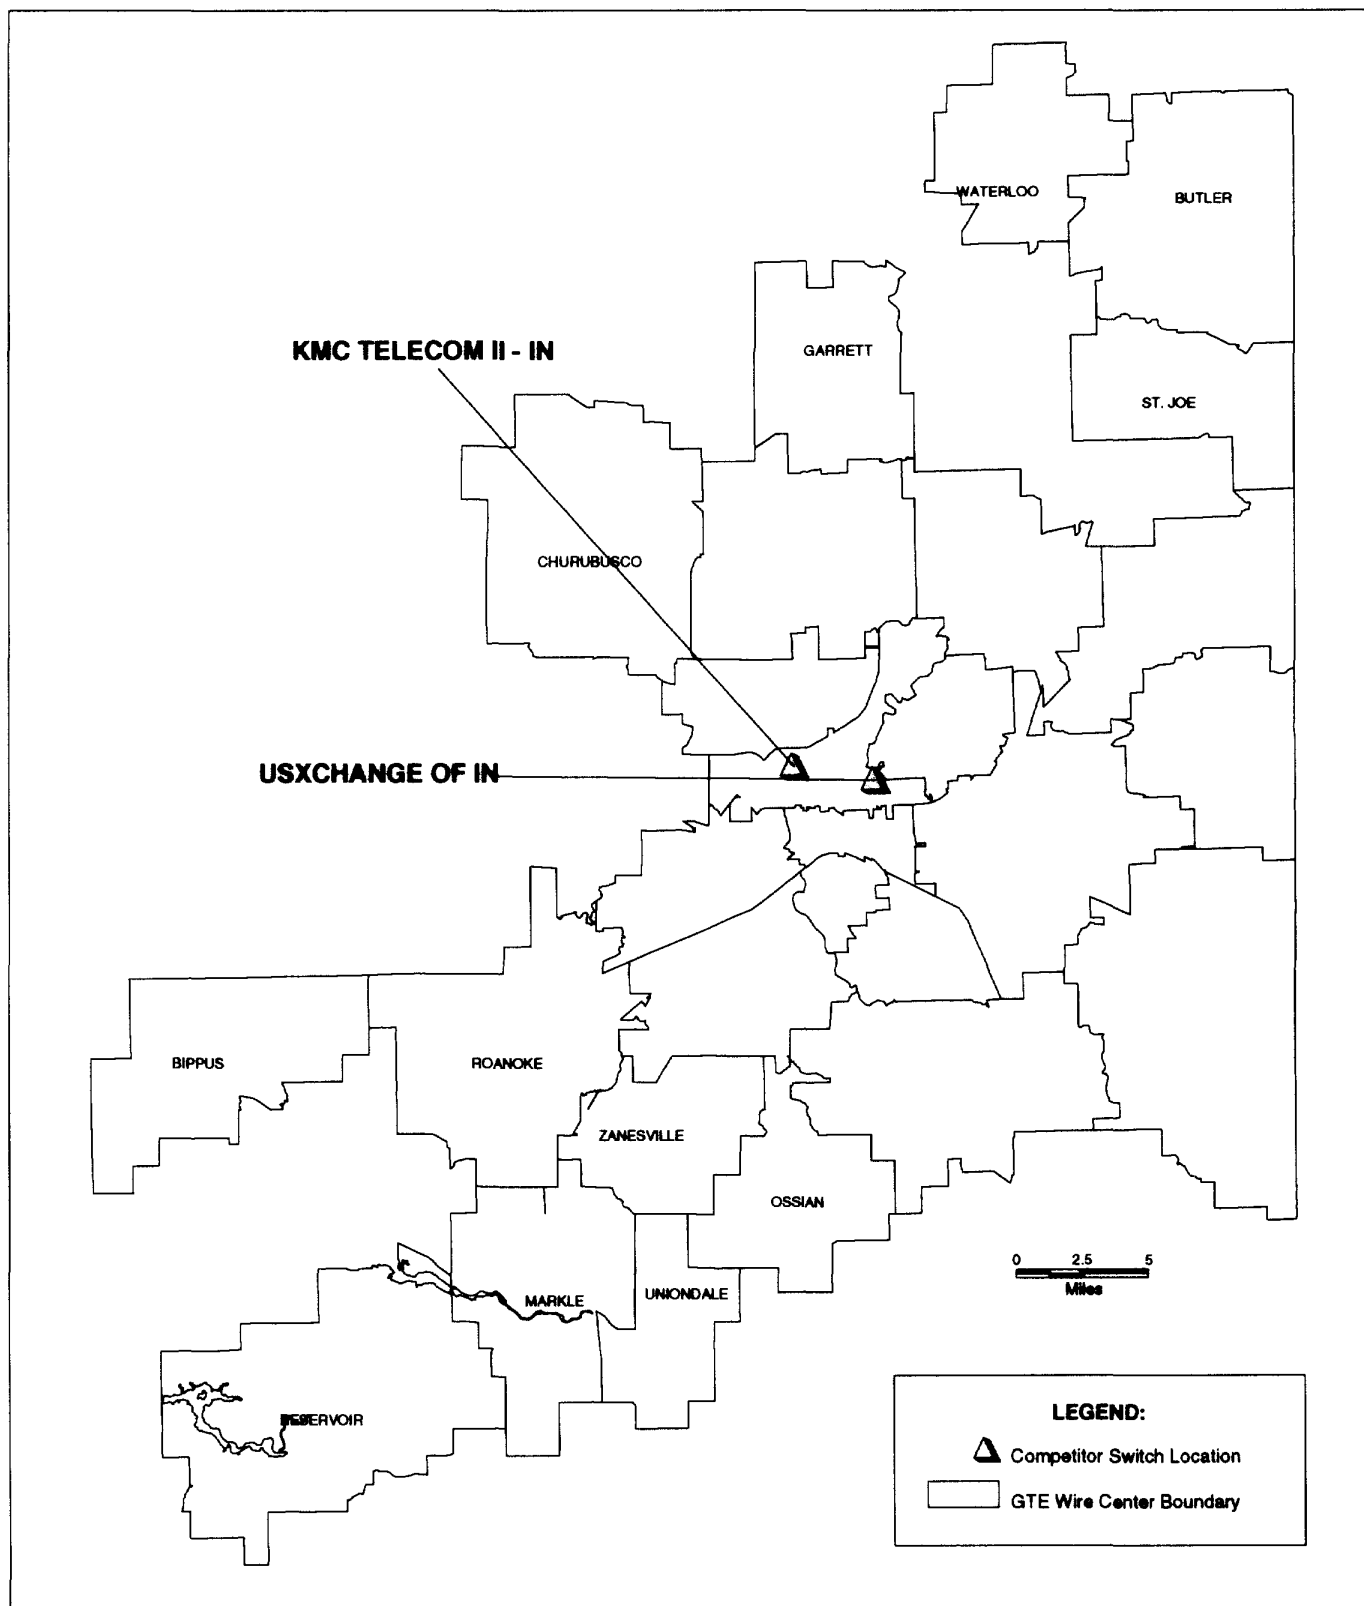 WATERLOO
BUTLER
KMC TELECOM II - IN
GARRETT
ST. JOE
CHURUBUSCO
USXCHANGE OF IN
BIPPUS
ROANOKE
ZANESVILLE
OSSIAN
0 2.5 5
Miles
MARKLE
UNIONDALE
RESERVOIR
LEGEND:
Competitor Switch Location
GTE Wire Center Boundary